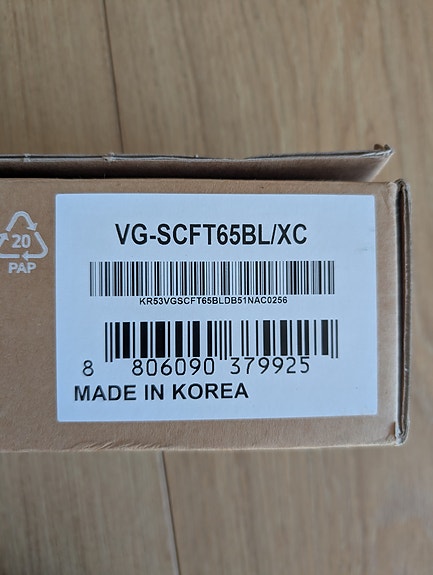 VG-SCFT65BL/XC
20
PAP
KR53VGSCFT65BLDB51NAC0256
8 806090 379925
MADE IN KOREA